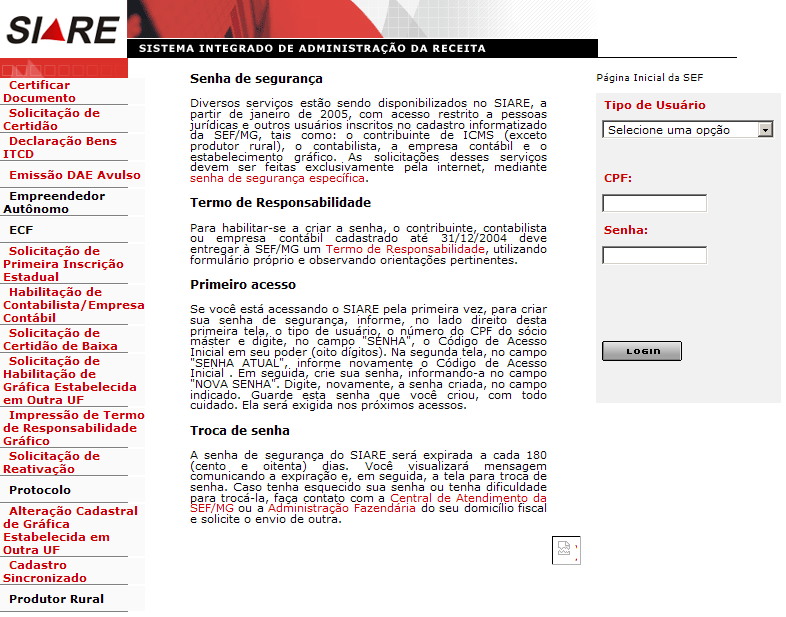 SIARE
SISTEMA INTEGRADO DE ADMINISTRAÇÃO DA RECEITA
Certificar
Documento
Solicitação de
Certidão
Declaração Bens
ITCD
Emissão DAE Avulso
Empreendedor
Autônomo
ECF
Solicitação de
Primeira Inscrição
Estadual
Habilitação de
Contabilista/Empresa
Contábil
Solicitação de
Certidão de Baixa
Solicitação de
Habilitação de
Gráfica Estabelecida
em Outra UF
Impressão de Termo
de Responsabilidade
Gráfico
Solicitação de
Reativação
Protocolo
Alteração Cadastral
de Gráfica
Estabelecida em
Outra UF
Cadastro
Sincronizado
Produtor Rural
Senha de segurança
Diversos serviços estão sendo disponibilizados no SIARE, a
partir de janeiro de 2005, com acesso restrito a pessoas
jurídicas e outros usuários inscritos no cadastro informatizado
da SEF/MG, tais como: o contribuinte de ICMS (exceto
produtor rural), o contabilista, a empresa contábil e o
estabelecimento gráfico. As solicitações desses serviços
devem ser feitas exclusivamente pela internet, mediante
senha de segurança específica.
Termo de Responsabilidade
Para habilitar-se a criar a senha, o contribuinte, contabilista
ou empresa contábil cadastrado até 31/12/2004 deve
entregar à SEF/MG um Termo de Responsabilidade, utilizando
formulário próprio e observando orientações pertinentes.
Primeiro acesso
Se você está acessando o SIARE pela primeira vez, para criar
sua senha de segurança, informe, no lado direito desta
primeira tela, o tipo de usuário, o número do CPF do sócio
máster e digite, no campo "SENHA", o Código de Acesso
Inicial em seu poder (oito dígitos). Na segunda tela, no campo
"SENHA ATUAL", informe novamente o Código de Acesso
Inicial . Em seguida, crie sua senha, informando-a no campo
"NOVA SENHA". Digite, novamente, a senha criada, no campo
indicado. Guarde esta senha que você criou, com todo
cuidado. Ela será exigida nos próximos acessos.
Troca de senha
A senha de segurança do SIARE será expirada a cada 180
(cento e oitenta) dias. Você visualizará mensagem
comunicando a expiração e, em seguida, a tela para troca de
senha. Caso tenha esquecido sua senha ou tenha dificuldade
para trocá-la, faça contato com a Central de Atendimento da
SEF/MG ou a Administração Fazendária do seu domicílio fiscal
e solicite o envio de outra.
Página Inicial da SEF
Tipo de Usuário
Selecione uma opção
CPF:
Senha:
LOGIN